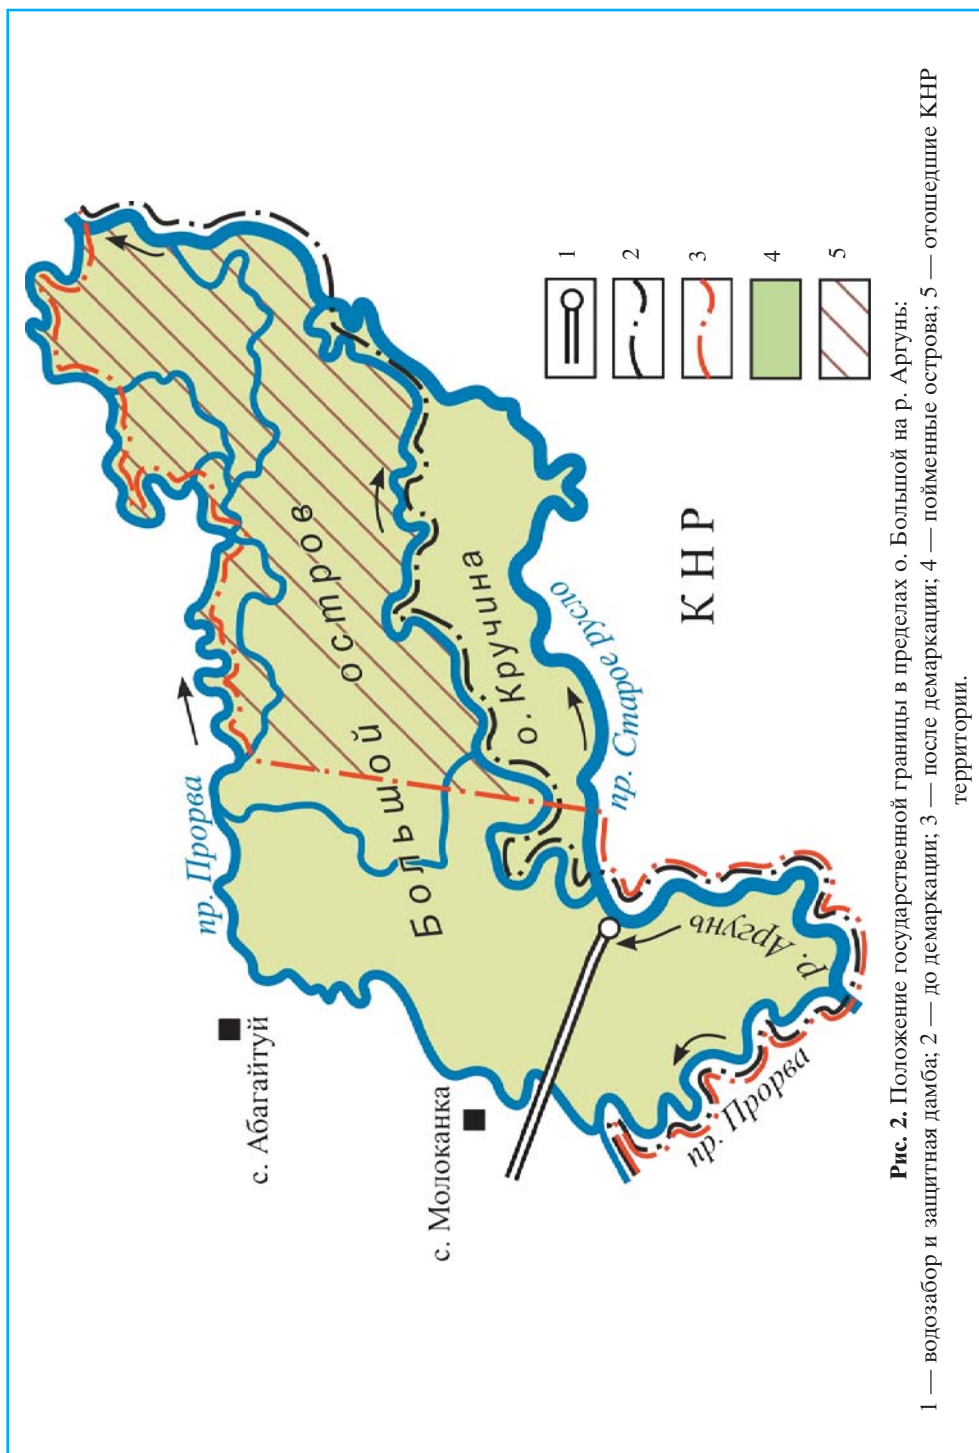 с. Абагайтуй
с. Молоканка
пр. Прорва
Большой остров
о. Кручина
пр. Старое русло
р. Аргунь
пр. Прорва
КНР
1
2
3
4
5
Рис. 2. Положение государственной границы в пределах о. Большой на р. Аргунь:
1 — водозабор и защитная дамба; 2 — до демаркации; 3 — после демаркации; 4 — пойменные острова; 5 — отошедшие КНР
территории.